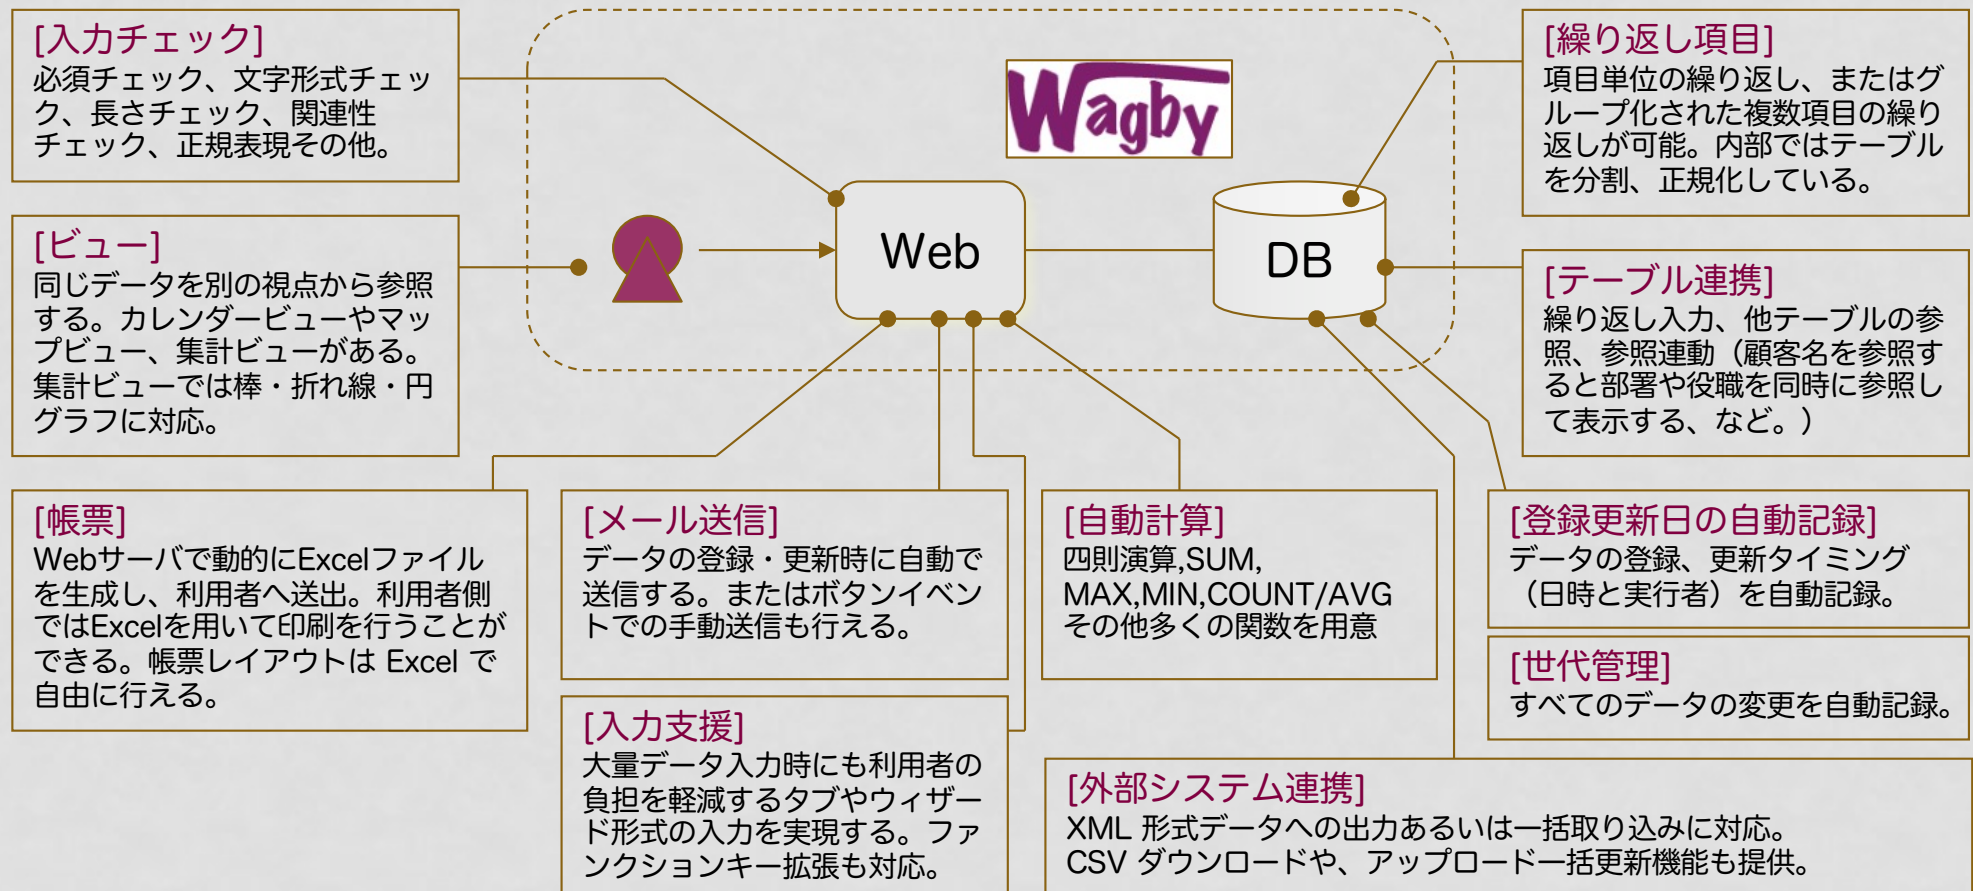 [入力チェック]
必須チェック、文字形式チェッ
ク、長さチェック、関連性
チェック、正規表現その他。
[ビュー]
同じデータを別の視点から参照
する。カレンダービューやマッ
プビュー、集計ビューがある。
集計ビューでは棒・折れ線・円
グラフに対応。
Wagby
Web
DB
[繰り返し項目]
項目単位の繰り返し、またはグ
ループ化された複数項目の繰り
返しが可能。内部ではテーブル
を分割、正規化している。
[テーブル連携]
繰り返し入力、他テーブルの参
照、参照連動（顧客名を参照す
ると部署や役職を同時に参照し
て表示する、など。）
[帳票]
Webサーバで動的にExcelファイル
を生成し、利用者へ送出。利用者側
ではExcelを用いて印刷を行うことが
できる。帳票レイアウトは Excel で
自由に行える。
[メール送信]
データの登録・更新時に自動で
送信する。またはボタンイベン
トでの手動送信も行える。
[自動計算]
四則演算,SUM,
MAX,MIN,COUNT/AVG
その他多くの関数を用意
[登録更新日の自動記録]
データの登録、更新タイミング
（日時と実行者）を自動記録。
[世代管理]
すべてのデータの変更を自動記録。
[入力支援]
大量データ入力時にも利用者の
負担を軽減するタブやウィザー
ド形式の入力を実現する。ファ
ンクションキー拡張も対応。
[外部システム連携]
XML 形式データへの出力あるいは一括取り込みに対応。
CSV ダウンロードや、アップロード一括更新機能も提供。